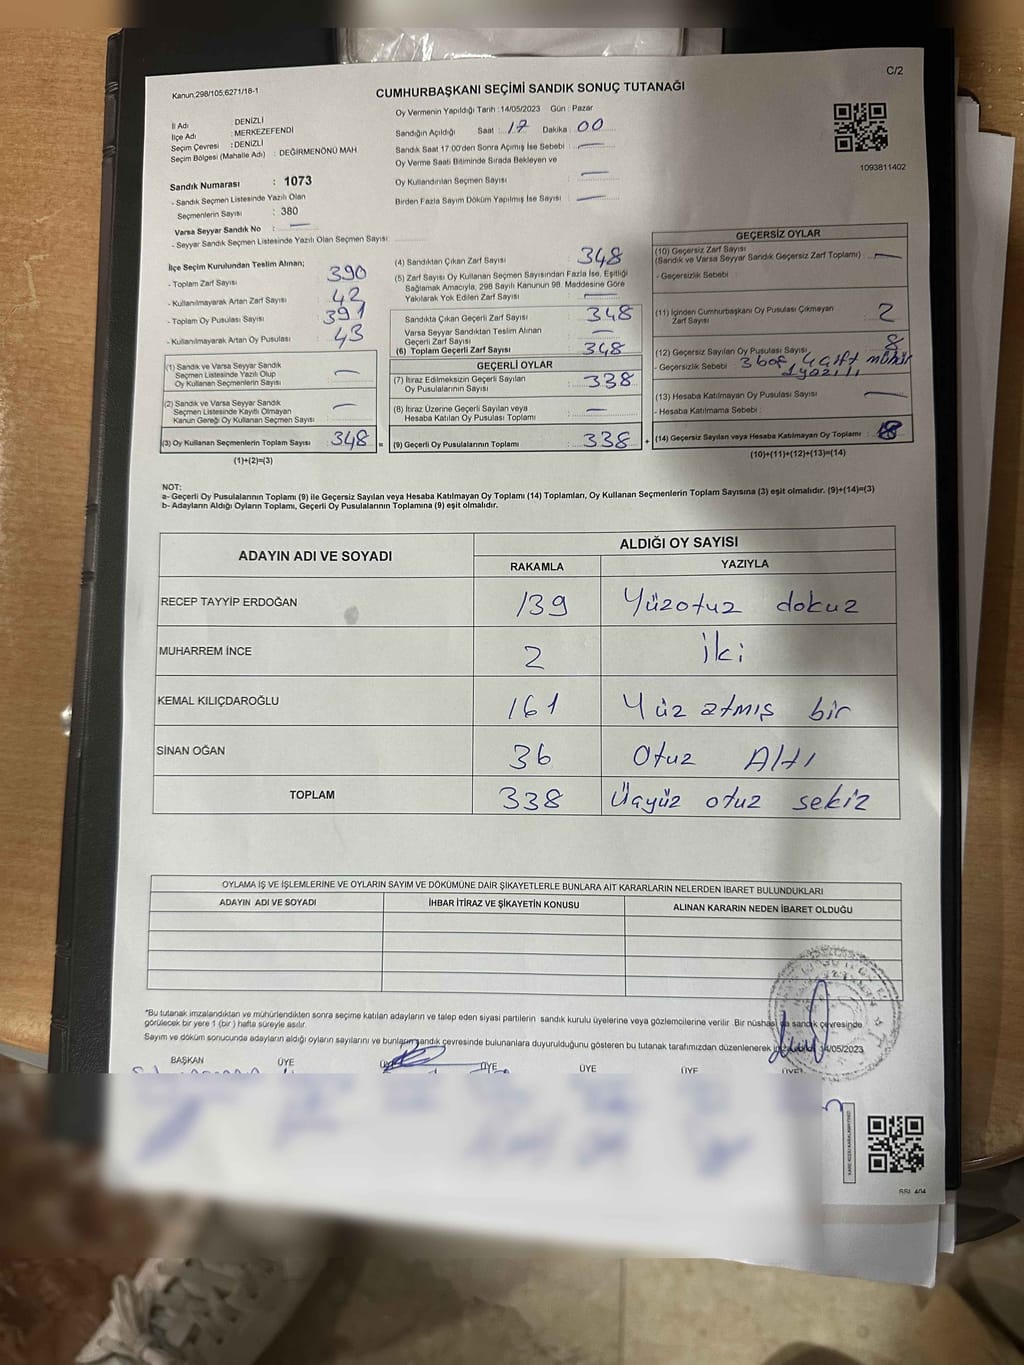 C/2
Kanun:298/105;6271/18-1
CUMHURBAŞKANI SEÇİMİ SANDIK SONUÇ TUTANAĞI
Oy Vermenin Yapıldığı Tarih :14/05/2023 Gün : Pazar
İl Adı : DENİZLİ
İlçe Adı : MERKEZEFENDİ
Seçim Çevresi : DENİZLİ
Seçim Bölgesi (Mahalle Adı) : DEĞİRMENÖNÜ MAH.
Sandığın Açıldığı Saat : 17 Dakika : 00
Sandık Saat 17:00'den Sonra Açımış İse Sebebi : —
Oy Verme Saati Bitiminde Sırada Bekleyen ve
Oy Kullandırılan Seçmen Sayısı : —
Birden Fazla Sayım Döküm Yapılmış İse Sayısı : —
1093811402
Sandık Numarası : 1073
- Sandık Seçmen Listesinde Yazılı Olan
Seçmenlerin Sayısı : 380
Varsa Seyyar Sandık No : —
- Seyyar Sandık Seçmen Listesinde Yazılı Olan Seçmen Sayısı:
İlçe Seçim Kurulundan Teslim Alınan;
- Toplam Zarf Sayısı : 390
- Kullanılmayarak Artan Zarf Sayısı : 42
- Toplam Oy Pusulası Sayısı : 391
- Kullanılmayarak Artan Oy Pusulası : 43
(1) Sandık ve Varsa Seyyar Sandık
Seçmen Listesinde Yazılı Olup
Oy Kullanan Seçmenlerin Sayısı : —
(2) Sandık ve Varsa Seyyar Sandık
Seçmen Listesinde Kayıtlı Olmayan
Kanun Gereği Oy Kullanan Seçmen Sayısı : —
(3) Oy Kullanan Seçmenlerin Toplam Sayısı : 348 =
(1)+(2)=(3)
(4) Sandıktan Çıkan Zarf Sayısı : 348
(5) Zarf Sayısı Oy Kullanan Seçmen Sayısından Fazla İse, Eşitliği
Sağlamak Amacıyla, 298 Sayılı Kanunun 98. Maddesine Göre
Yakılarak Yok Edilen Zarf Sayısı : —
Sandıkta Çıkan Geçerli Zarf Sayısı : 348
Varsa Seyyar Sandıktan Teslim Alınan
Geçerli Zarf Sayısı : —
(6) Toplam Geçerli Zarf Sayısı : 348
GEÇERLİ OYLAR
(7) İtiraz Edilmeksizin Geçerli Sayılan
Oy Pusulalarının Sayısı : 338
(8) İtiraz Üzerine Geçerli Sayılan veya
Hesaba Katılan Oy Pusulası Toplamı : —
(9) Geçerli Oy Pusulalarının Toplamı : 338 +
GEÇERSİZ OYLAR
(10) Geçersiz Zarf Sayısı
(Sandık ve Varsa Seyyar Sandık Geçersiz Zarf Toplamı) : —
- Geçersizlik Sebebi :
(11) İçinden Cumhurbaşkanı Oy Pusulası Çıkmayan
Zarf Sayısı : 2
(12) Geçersiz Sayılan Oy Pusulası Sayısı : 8
- Geçersizlik Sebebi 3 boş, 4 çift mühür
1 yazılı
(13) Hesaba Katılmayan Oy Pusulası Sayısı : —
- Hesaba Katılmama Sebebi :
(14) Geçersiz Sayılan veya Hesaba Katılmayan Oy Toplamı :
(10)+(11)+(12)+(13)=(14)
NOT:
a- Geçerli Oy Pusulalarının Toplamı (9) ile Geçersiz Sayılan veya Hesaba Katılmayan Oy Toplamı (14) Toplamları, Oy Kullanan Seçmenlerin Toplam Sayısına (3) eşit olmalıdır. (9)+(14)=(3)
b- Adayların Aldığı Oyların Toplamı, Geçerli Oy Pusulalarının Toplamına (9) eşit olmalıdır.
ADAYIN ADI VE SOYADI
ALDIĞI OY SAYISI
RAKAMLA YAZIYLA
RECEP TAYYİP ERDOĞAN 139 Yüzotuz dokuz
MUHARREM İNCE 2 İki
KEMAL KILIÇDAROĞLU 161 Yüz atmış bir
SİNAN OĞAN 36 Otuz Altı
TOPLAM 338 Üçyüz otuz sekiz
OYLAMA İŞ VE İŞLEMLERİNE VE OYLARIN SAYIM VE DÖKÜMÜNE DAİR ŞİKAYETLERLE BUNLARA AİT KARARLARIN NELERDEN İBARET BULUNDUKLARI
ADAYIN ADI VE SOYADI İHBAR İTİRAZ VE ŞİKAYETİN KONUSU ALINAN KARARIN NEDEN İBARET OLDUĞU
*Bu tutanak imzalandıktan ve mühürlendikten sonra seçime katılan adayların ve talep eden siyasi partilerin sandık kurulu üyelerine veya gözlemcilerine verilir. Bir nüshası da sandık çevresinde
görülecek bir yere 1 (bir ) hafta süreyle asılır.
Sayım ve döküm sonucunda adayların aldığı oyların sayılarını ve bunların sandık çevresinde bulunanlara duyurulduğunu gösteren bu tutanak tarafımızdan düzenlenerek 14/05/2023
BAŞKAN ÜYE ÜYE ÜYE ÜYE ÜYE